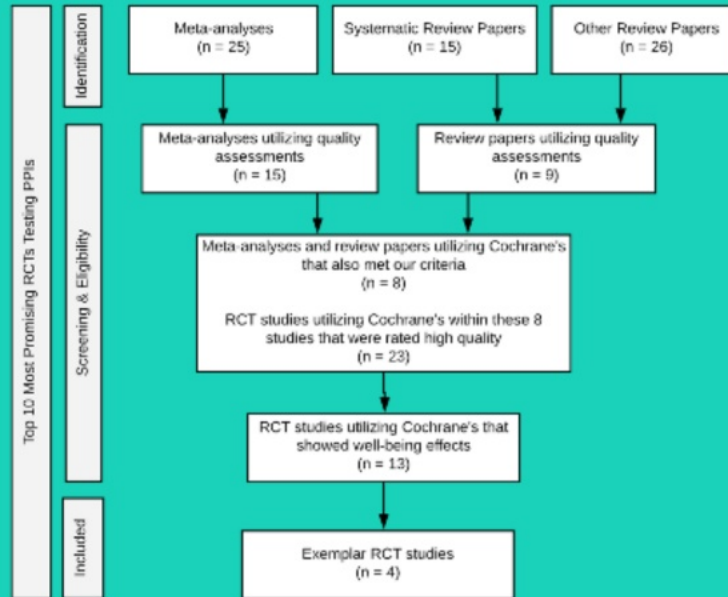 Top 10 Most Promising RCTs Testing PPIs
Identification
Meta-analyses
(n = 25)
Systematic Review Papers
(n = 15)
Other Review Papers
(n = 26)
Screening & Eligibility
Meta-analyses utilizing quality
assessments
(n = 15)
Review papers utilizing quality
assessments
(n = 9)
Meta-analyses and review papers utilizing Cochrane's
that also met our criteria
(n = 8)
RCT studies utilizing Cochrane's within these 8
studies that were rated high quality
(n = 23)
RCT studies utilizing Cochrane's that
showed well-being effects
(n = 13)
Included
Exemplar RCT studies
(n = 4)